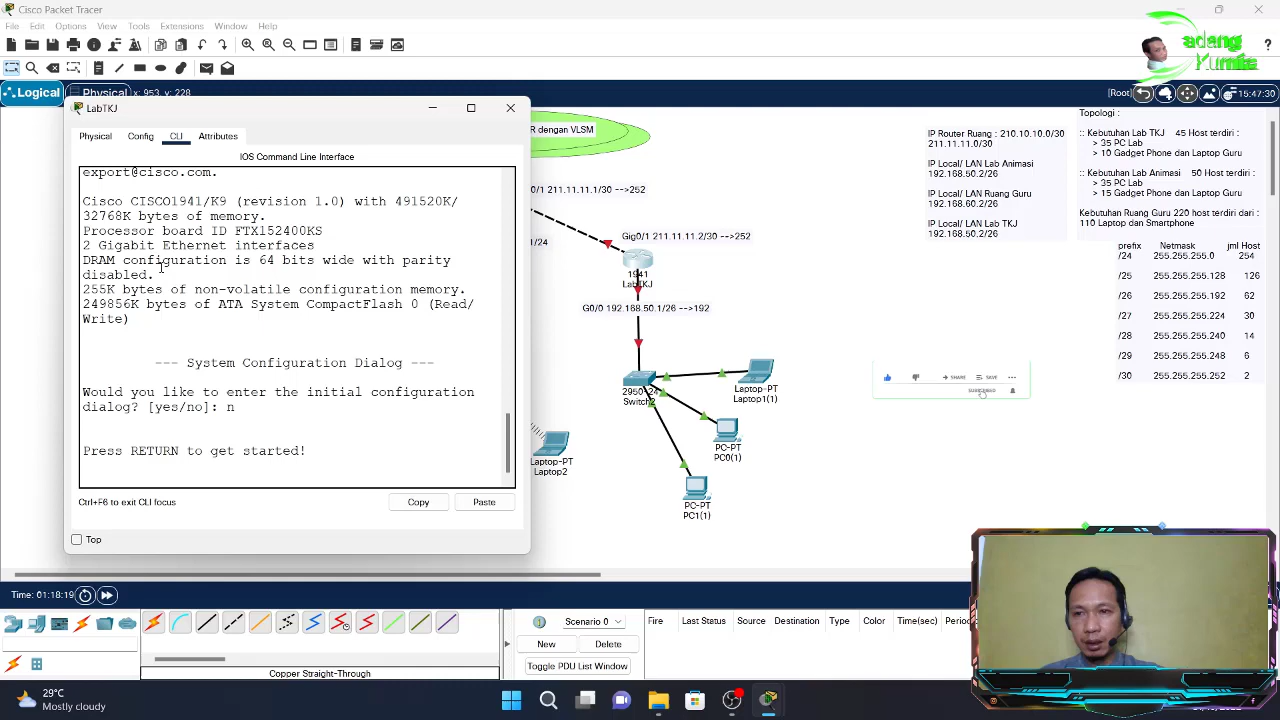 Cisco Packet Tracer
File Edit Options View Tools Extensions Window Help
adang
Kurnia
Logical Physical x: 953, y: 228 [Root] 15:47:30
LabTKJ
Physical Config CLI Attributes
IOS Command Line Interface
export@cisco.com.
Cisco CISCO1941/K9 (revision 1.0) with 491520K/
32768K bytes of memory.
Processor board ID FTX152400KS
2 Gigabit Ethernet interfaces
DRAM configuration is 64 bits wide with parity
disabled.
255K bytes of non-volatile configuration memory.
249856K bytes of ATA System CompactFlash 0 (Read/
Write)
--- System Configuration Dialog ---
Would you like to enter the initial configuration
dialog? [yes/no]: n
Press RETURN to get started!
Ctrl+F6 to exit CLI focus
Copy Paste
Top
R dengan VLSM
0/1 211.11.11.1/30 -->252
1/24
Gig0/1 211.11.11.2/30 -->252
1941
LabTKJ
G0/0 192.168.50.1/26 -->192
2950-24
Switch2
Laptop-PT
Laptop1(1)
PC-PT
PC0(1)
PC-PT
PC1(1)
Laptop-PT
Laptop2
IP Router Ruang : 210.10.10.0/30
211.11.11.0/30
IP Local/ LAN Lab Animasi
192.168.50.2/26
IP Local/ LAN Ruang Guru
192.168.60.2/26
IP Local/ LAN Lab TKJ
192.168.50.2/26
Topologi :
:: Kebutuhan Lab TKJ 45 Host terdiri :
> 35 PC Lab
> 10 Gadget Phone dan Laptop Guru
:: Kebutuhan Lab Animasi 50 Host terdiri :
> 35 PC Lab
> 15 Gadget Phone dan Laptop Guru
Kebutuhan Ruang Guru 220 host terdiri dari :
110 Laptop dan Smartphone
prefix Netmask jml Host
/24 255.255.255.0 254
/25 255.255.255.128 126
/26 255.255.255.192 62
/27 255.255.255.224 30
/28 255.255.255.240 14
/29 255.255.255.248 6
/30 255.255.255.252 2
SHARE SAVE
SUBSCRIBED
Time: 01:18:19
Copper Straight-Through
Scenario 0
New Delete
Toggle PDU List Window
Fire Last Status Source Destination Type Color Time(sec)
29°C
Mostly cloudy